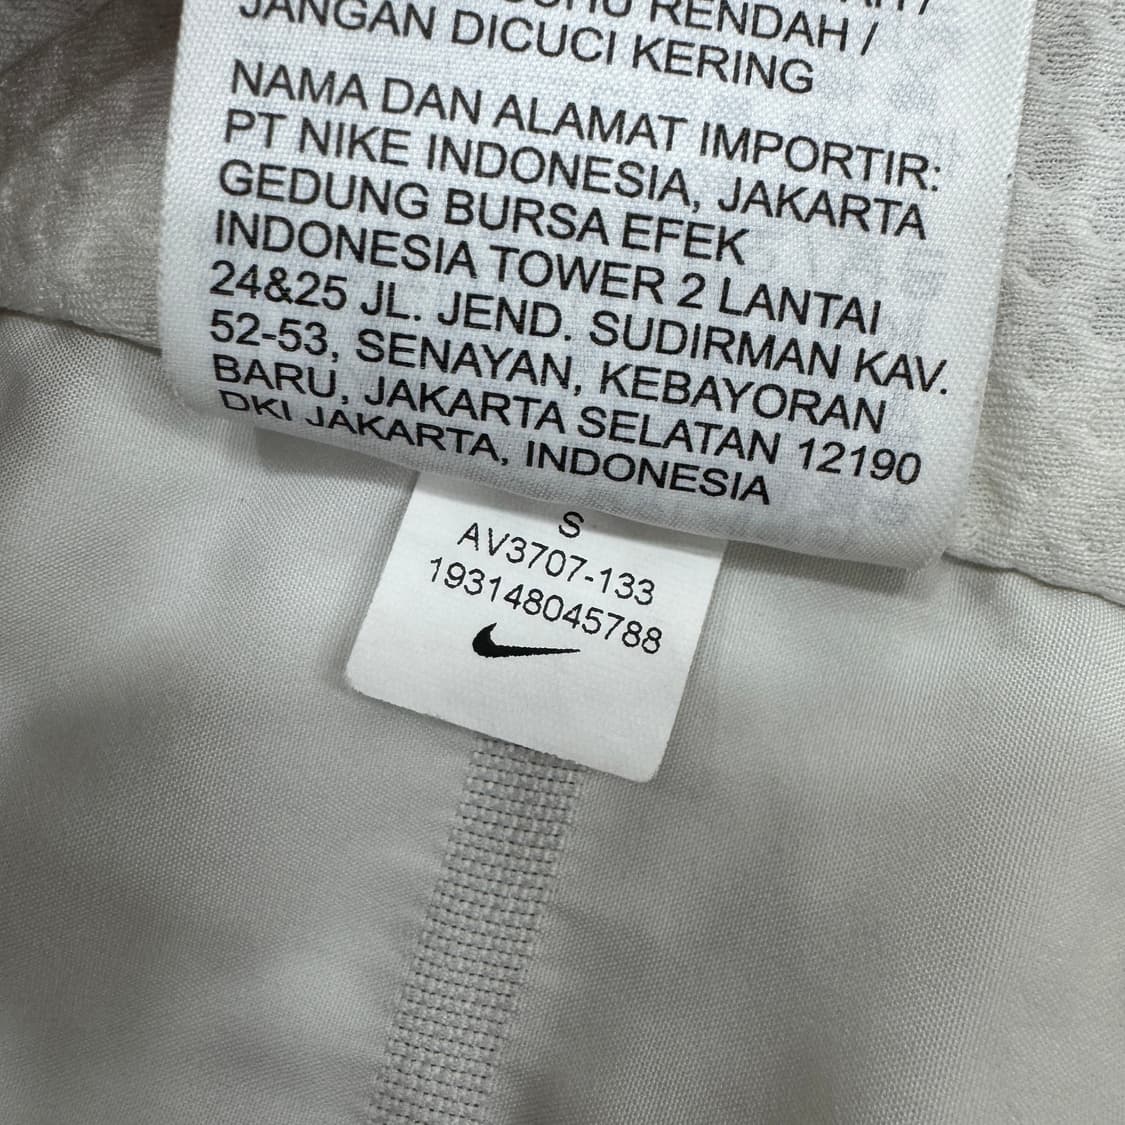 RENDAH /
JANGAN DICUCI KERING
NAMA DAN ALAMAT IMPORTIR:
PT NIKE INDONESIA, JAKARTA
GEDUNG BURSA EFEK
INDONESIA TOWER 2 LANTAI
24&25 JL. JEND. SUDIRMAN KAV.
52-53, SENAYAN, KEBAYORAN
BARU, JAKARTA SELATAN 12190
DKI JAKARTA, INDONESIA
S
AV3707-133
193148045788